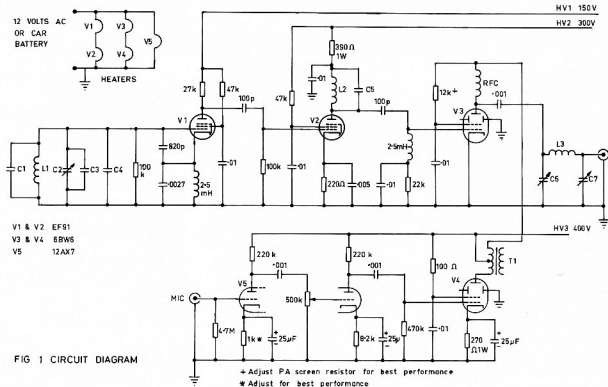 HV1 150V
12 VOLTS AC
OR CAR
BATTERY
V1
V3
V5
V2
V4
HEATERS
HV2 300V
390Ω
1W
27k
47k
·01
L2
C5
RFC
·001
12k+
100p
47k
100p
V1
V2
V3
L3
820p
2·5
mH
C1
L1
C2
C3
C4
100
k
·0027
2·5
mH
·01
100k
·01
220Ω
·005
·01
22k
·01
C6
C7
V1 & V2 EF91
V3 & V4 6BW6
V5 12AX7
HV3 400V
220k
·001
220k
·001
100
Ω
T1
V5
500k
V4
MIC
4·7M
1k*
25µF
8·2k
25µ
470k
·01
270
Ω1W
25µF
FIG 1 CIRCUIT DIAGRAM
+ Adjust PA screen resistor for best performance
* Adjust for best performance